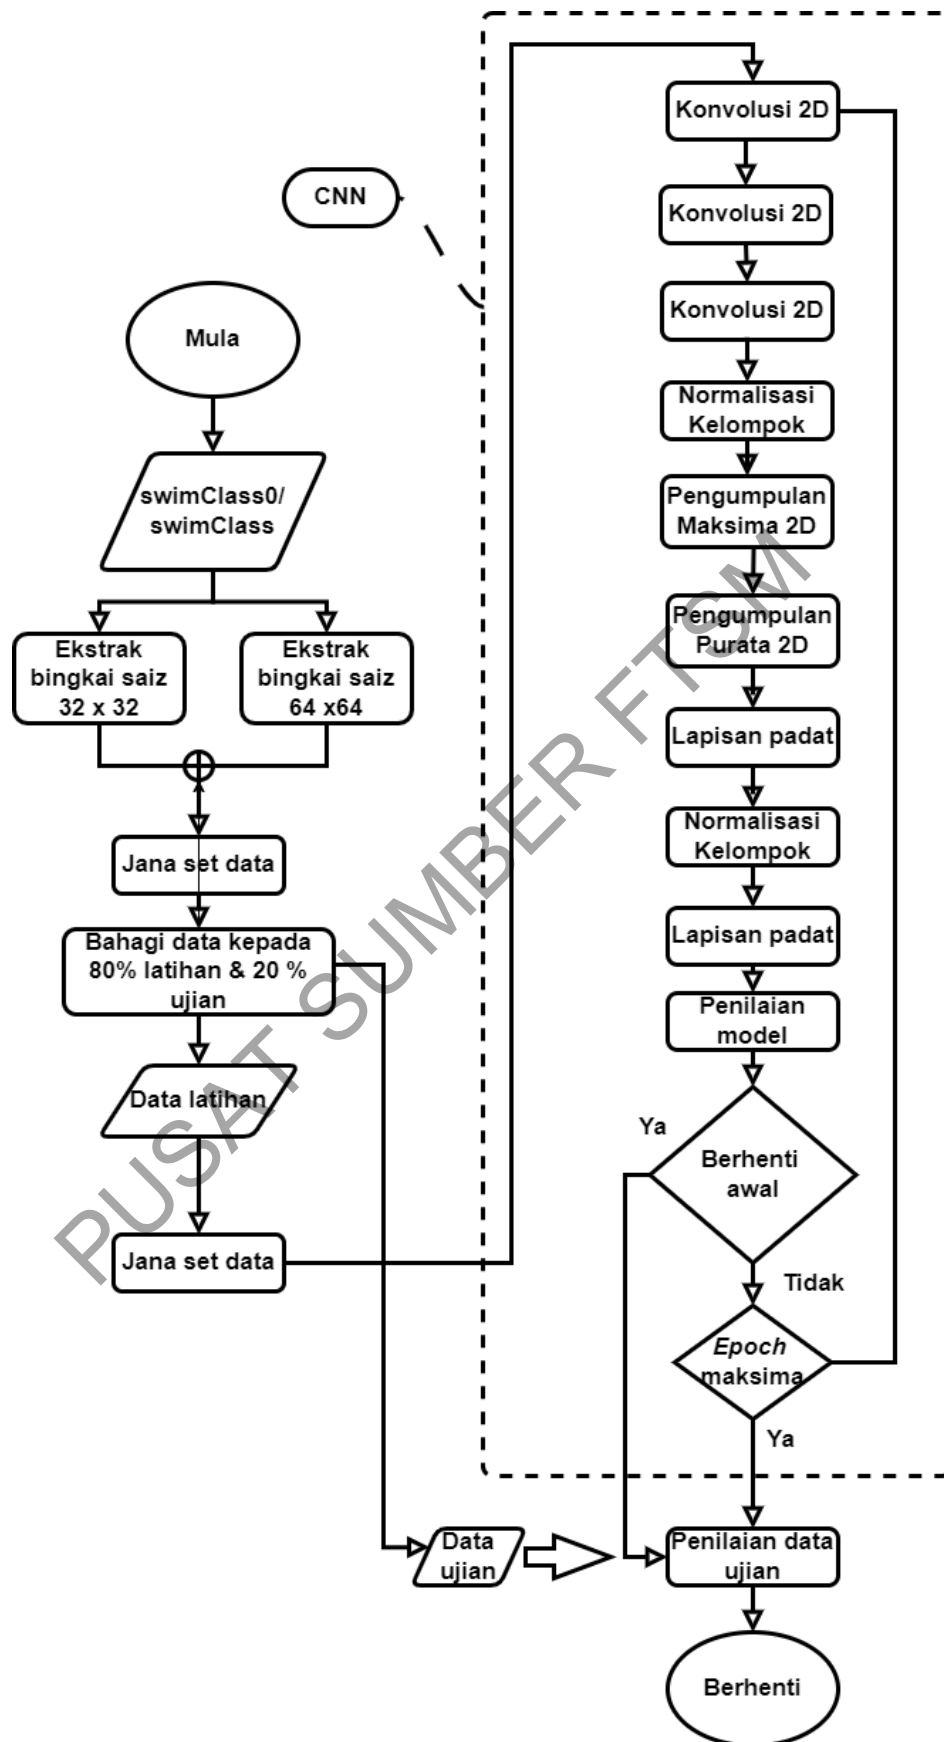 CNN
Mula
swimClass0/
swimClass
Ekstrak
bingkai saiz
32 x 32
Ekstrak
bingkai saiz
64 x64
Jana set data
Bahagi data kepada
80% latihan & 20 %
ujian
Data latihan
Jana set data
Konvolusi 2D
Konvolusi 2D
Konvolusi 2D
Normalisasi
Kelompok
Pengumpulan
Maksima 2D
Pengumpulan
Purata 2D
Lapisan padat
Normalisasi
Kelompok
Lapisan padat
Penilaian
model
Ya
Berhenti
awal
Tidak
Epoch
maksima
Ya
Data
ujian
Penilaian data
ujian
Berhenti
PUSAT SUMBER FTSM